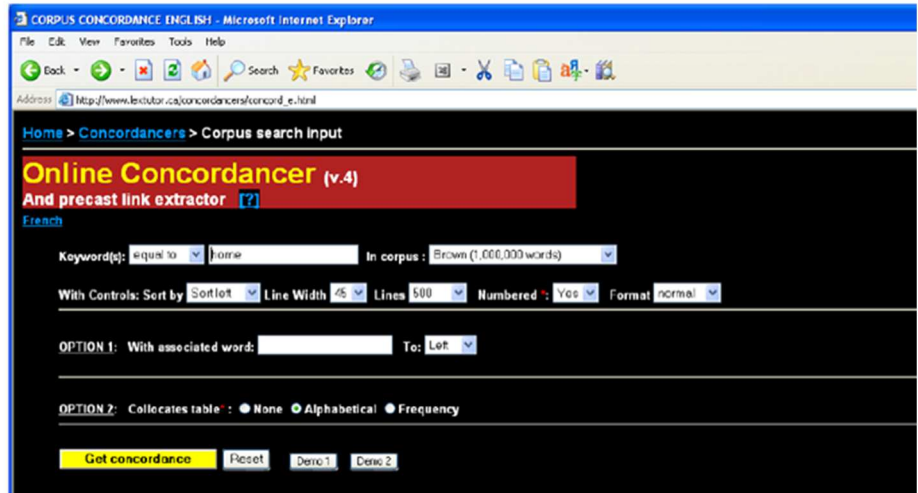 CORPUS CONCORDANCE ENGLISH - Microsoft Internet Explorer
File Edit View Favorites Tools Help
Back Search Favorites
Address http://www.lextutor.ca/concordancers/concord_e.html
Home > Concordancers > Corpus search input
Online Concordancer (v.4)
And precast link extractor [?]
French
Keyword(s): equal to home In corpus : Brown (1,000,000 words)
With Controls: Sort by Sort left Line Width 45 Lines 500 Numbered *: Yes Format normal
OPTION 1: With associated word: To: Left
OPTION 2: Collocates table* : None Alphabetical Frequency
Get concordance Reset Demo 1 Demo 2